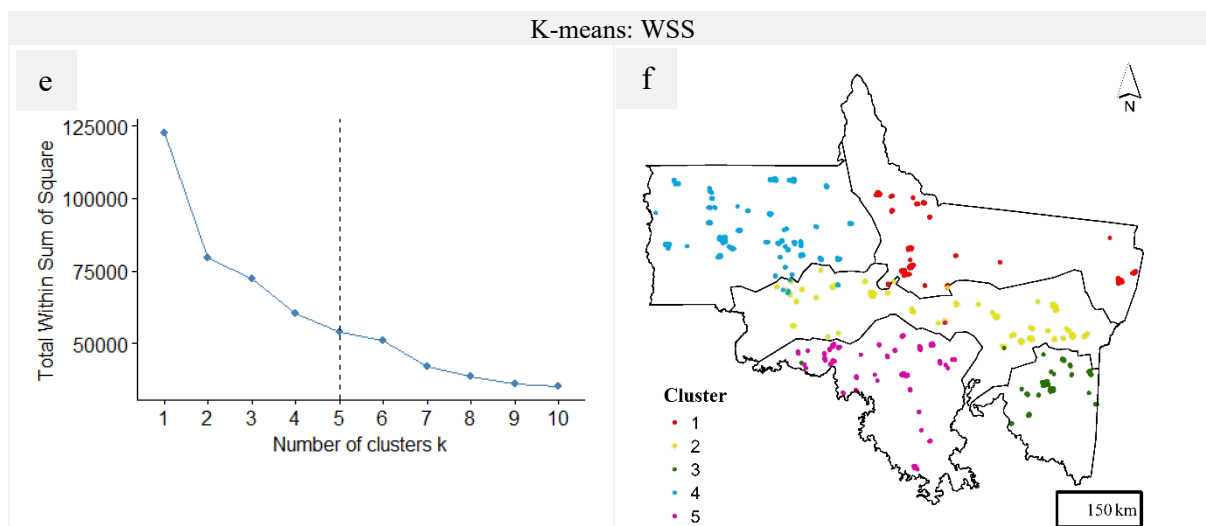 K-means: WSS
e
125000
100000
75000
50000
Total Within Sum of Square
1 2 3 4 5 6 7 8 9 10
Number of clusters k
f
N
Cluster
1
2
3
4
5
150 km